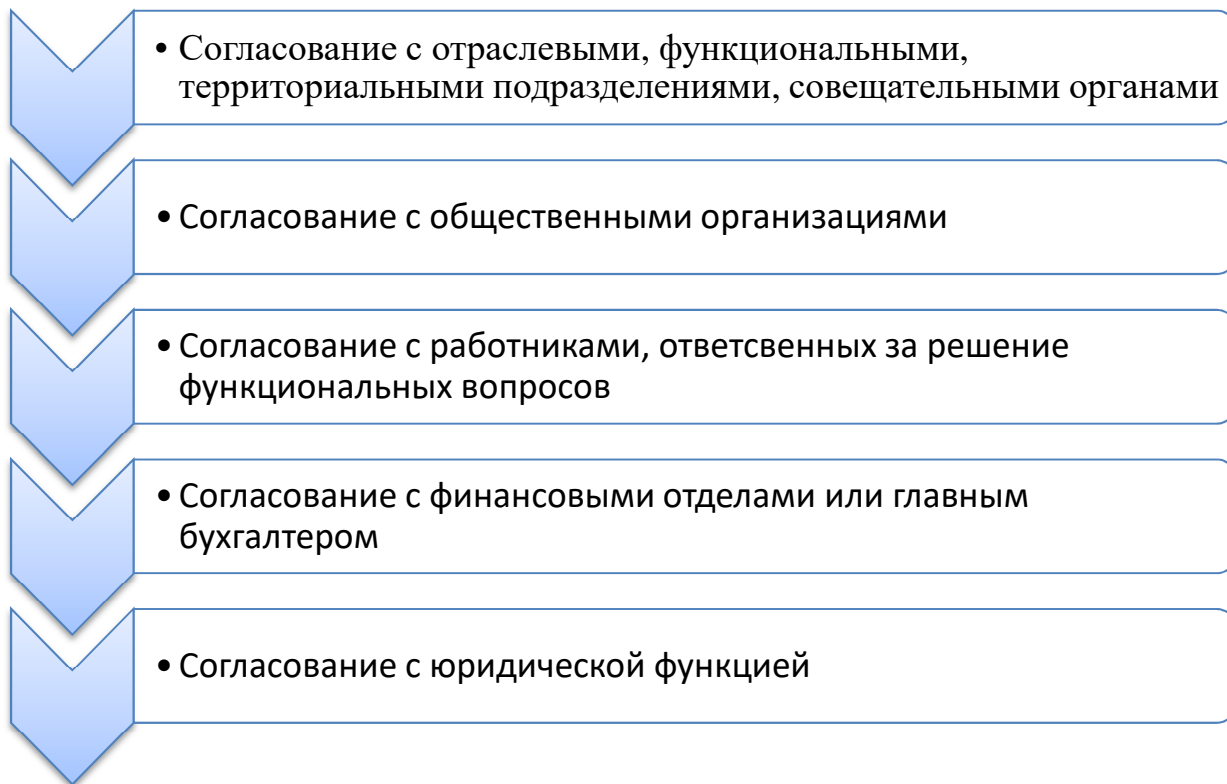 • Согласование с отраслевыми, функциональными,
территориальными подразделениями, совещательными органами
• Согласование с общественными организациями
• Согласование с работниками, ответсвенных за решение
функциональных вопросов
• Согласование с финансовыми отделами или главным
бухгалтером
• Согласование с юридической функцией